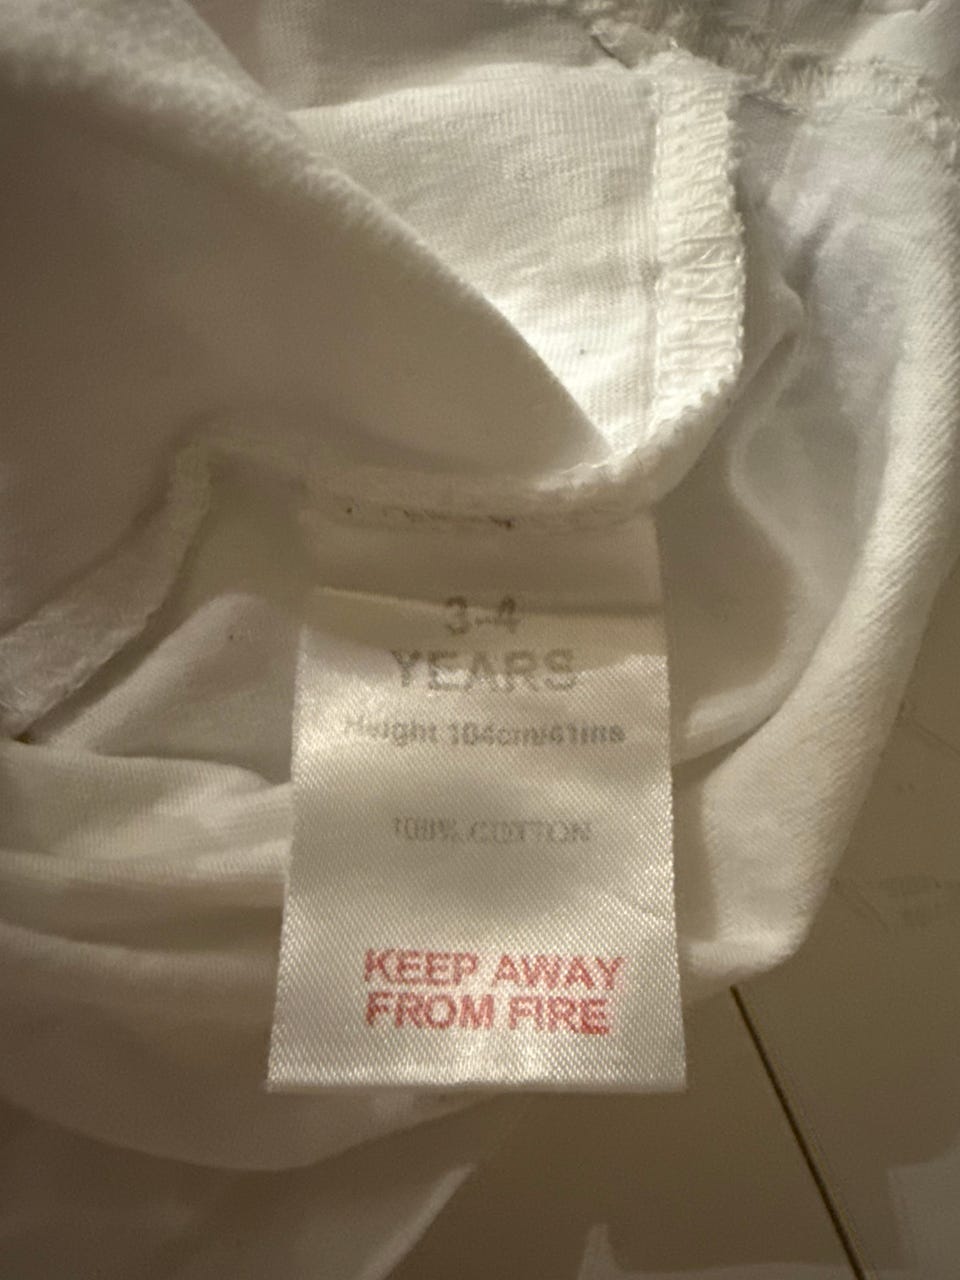 3-4
YEARS
Height 104cm/41ins
100% COTTON
KEEP AWAY
FROM FIRE